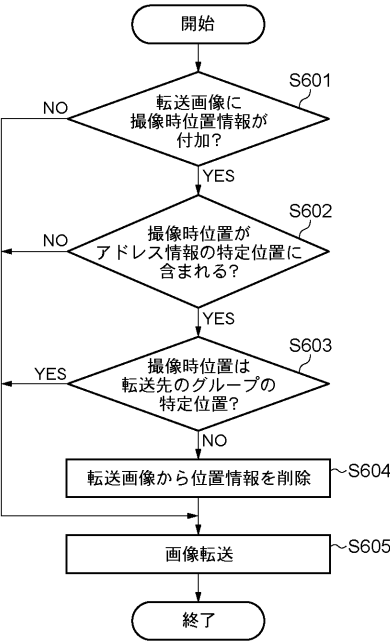 開始
S601
転送画像に
撮像時位置情報が
付加?
NO
YES
S602
撮像時位置が
アドレス情報の特定位置に
含まれる?
NO
YES
S603
撮像時位置は
転送先のグループの
特定位置?
YES
NO
転送画像から位置情報を削除
S604
画像転送
S605
終了